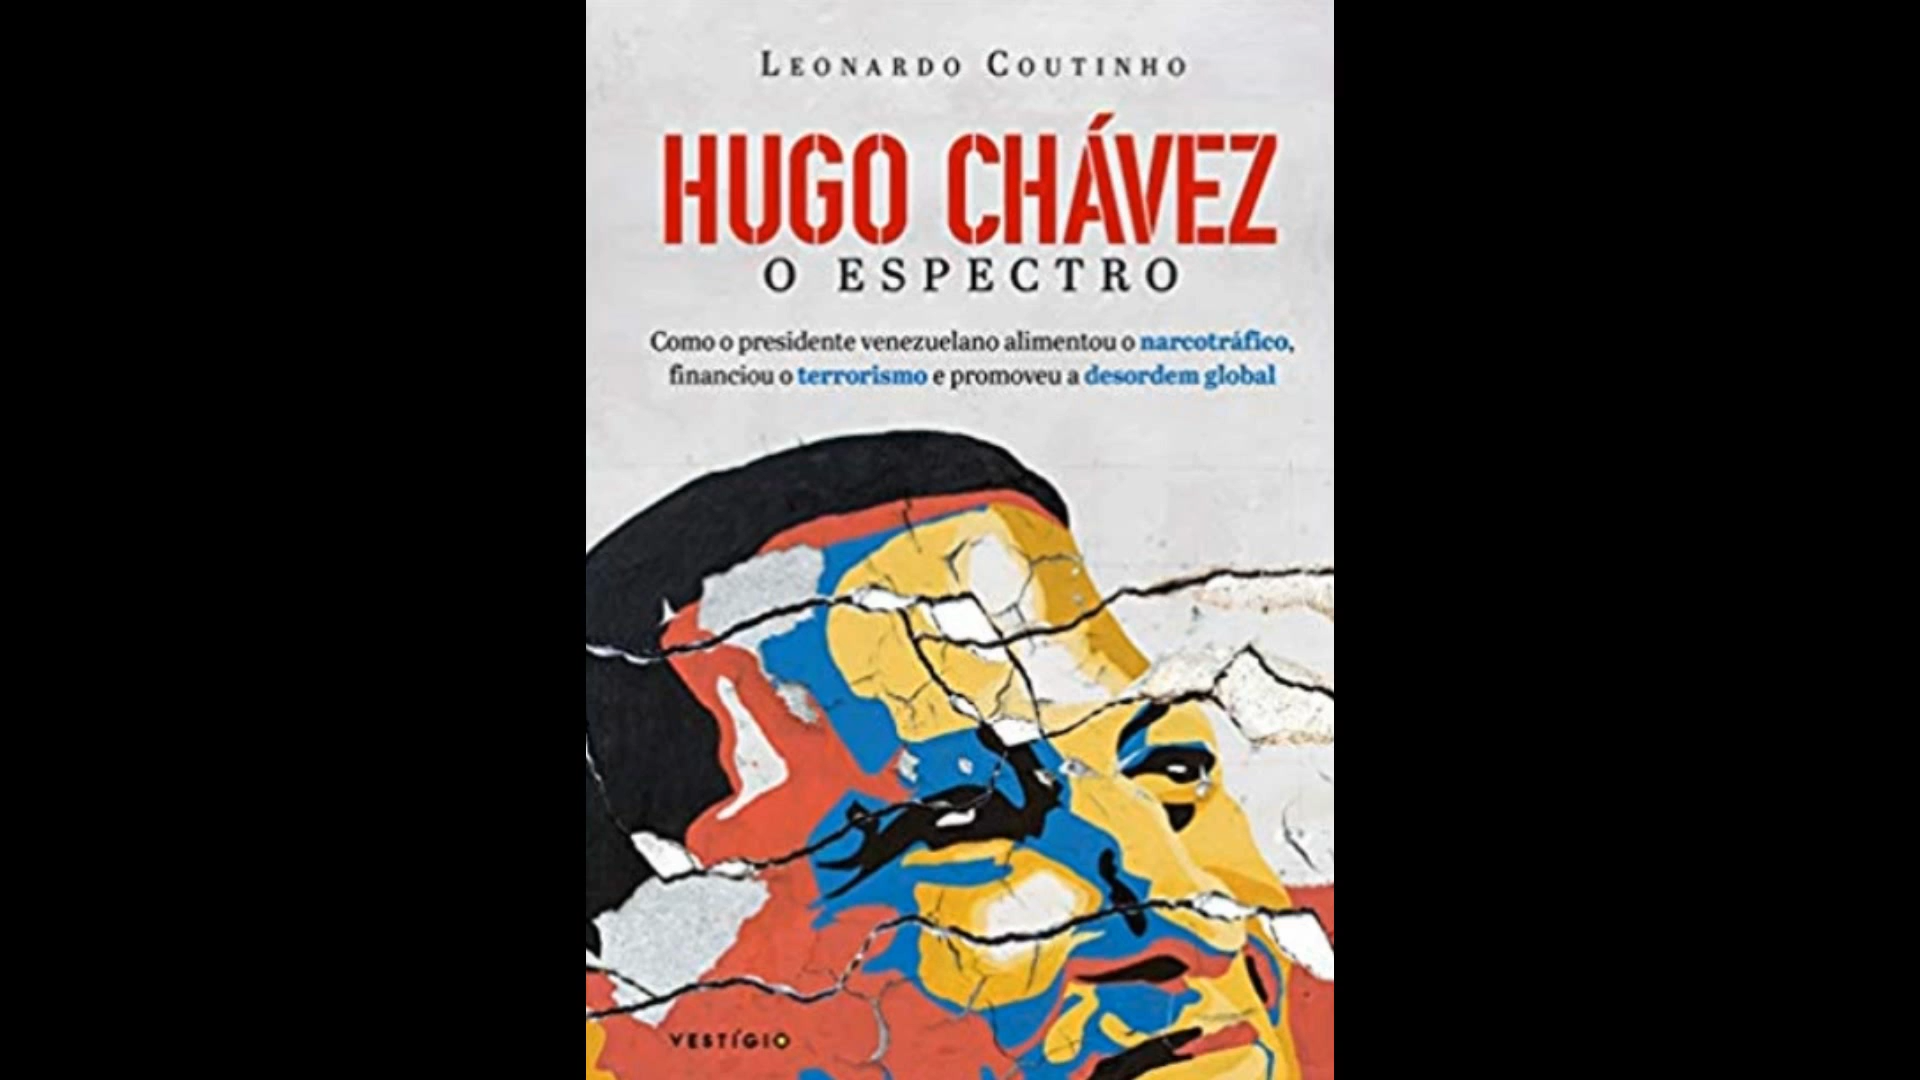 LEONARDO COUTINHO
HUGO CHÁVEZ
O ESPECTRO
Como o presidente venezuelano alimentou o narcotráfico,
financiou o terrorismo e promoveu a desordem global
VESTÍGIO